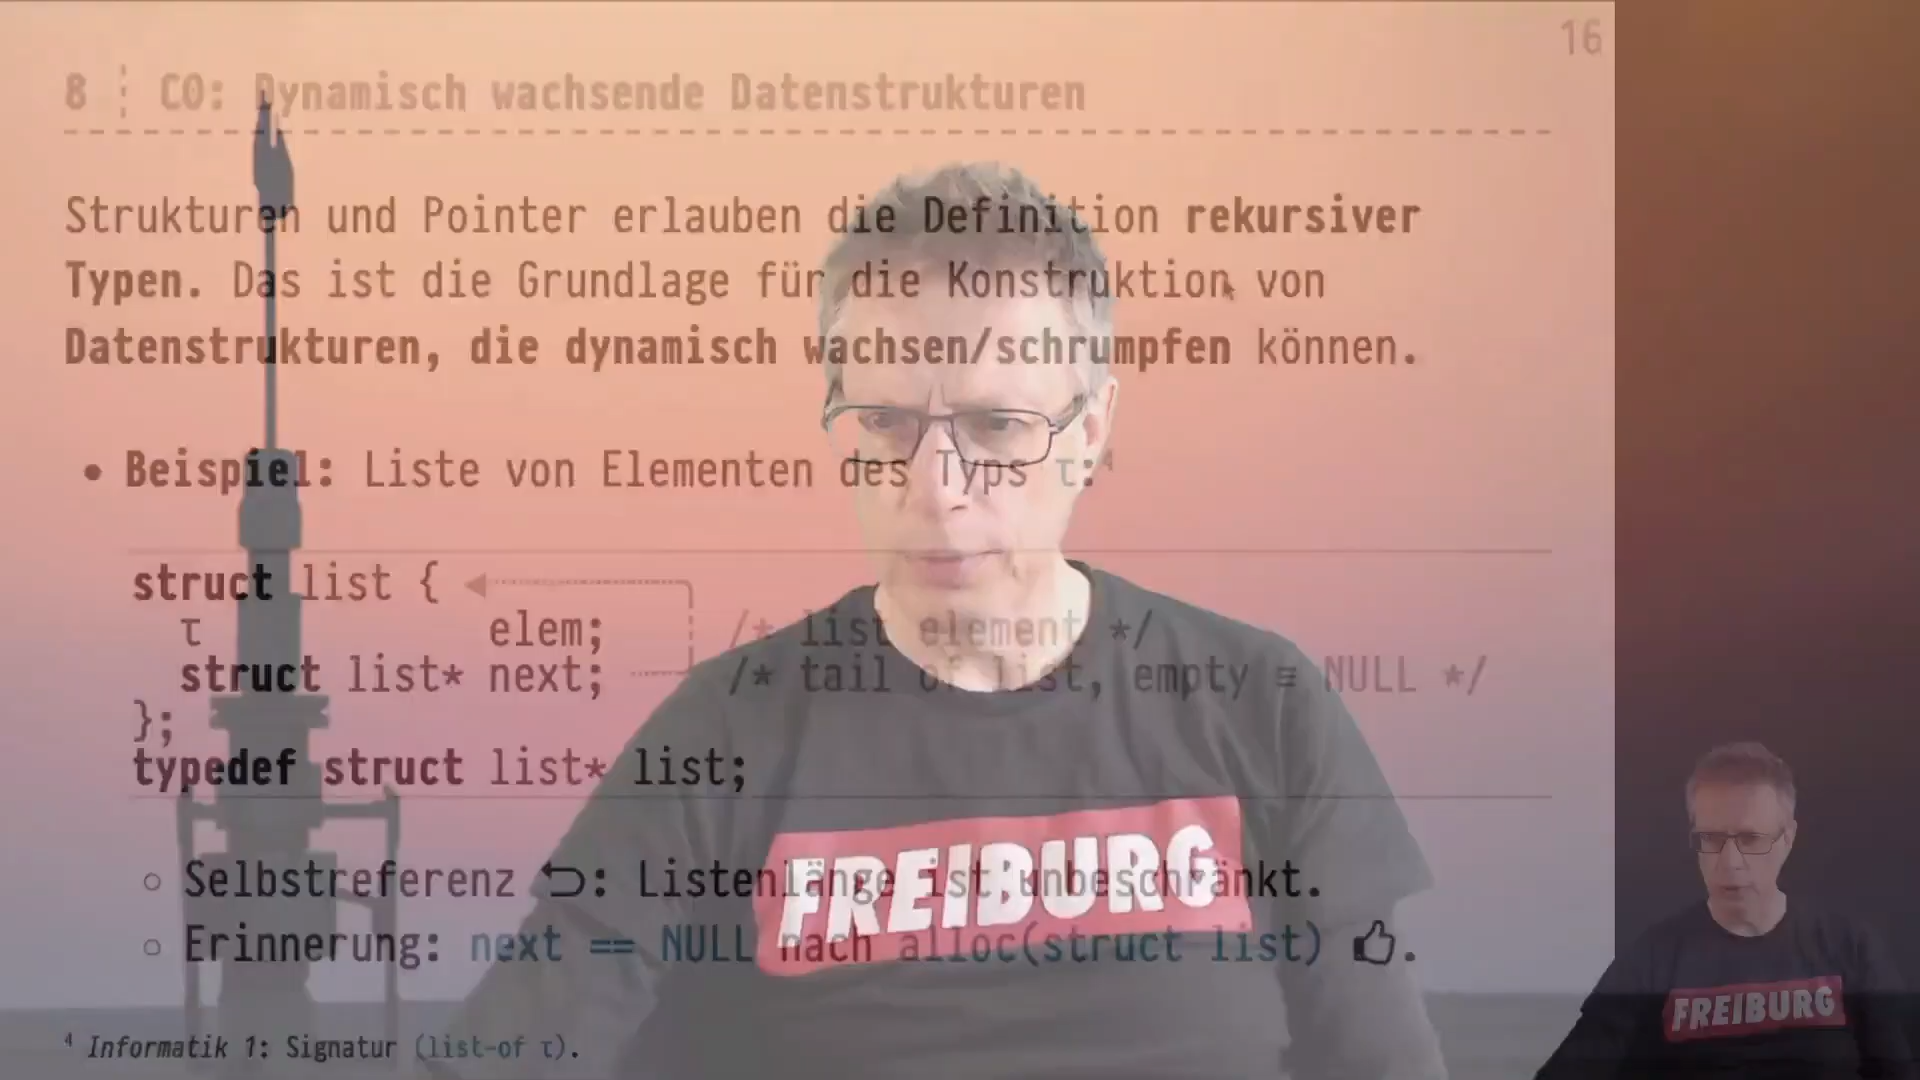 16
8 ┊ C0: Dynamisch wachsende Datenstrukturen
Strukturen und Pointer erlauben die Definition rekursiver
Typen. Das ist die Grundlage für die Konstruktion von
Datenstrukturen, die dynamisch wachsen/schrumpfen können.
• Beispiel: Liste von Elementen des Typs τ:⁴
struct list {
τ elem; /* list element */
struct list* next; /* tail of list, empty ≡ NULL */
};
typedef struct list* list;
○ Selbstreferenz ⮌: Listenlänge ist unbeschränkt.
○ Erinnerung: next == NULL nach alloc(struct list) 👍.
⁴ Informatik 1: Signatur (list-of τ).
FREIBURG
FREIBURG